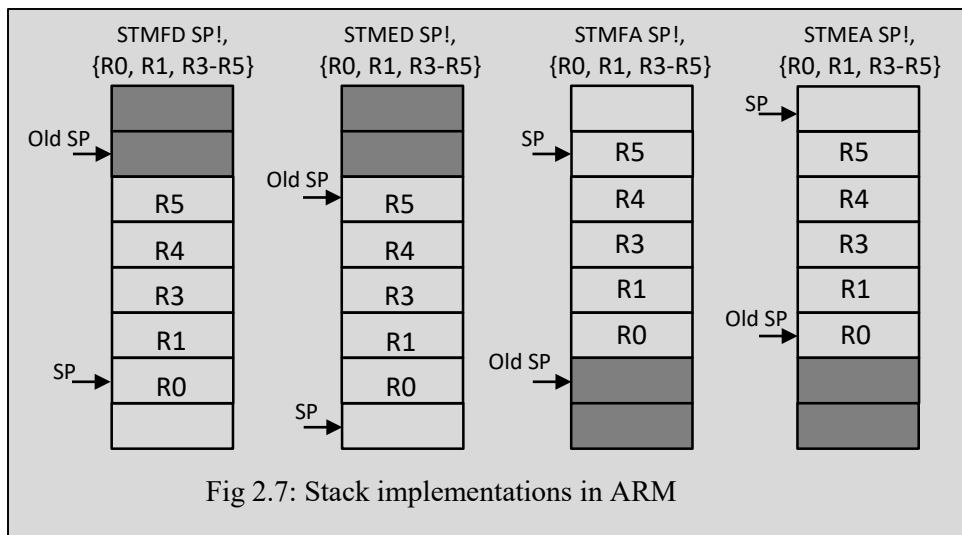 STMFD SP!,
{R0, R1, R3-R5}
Old SP
R5
R4
R3
R1
SP
R0
STMED SP!,
{R0, R1, R3-R5}
Old SP
R5
R4
R3
R1
R0
SP
STMFA SP!,
{R0, R1, R3-R5}
SP
R5
R4
R3
R1
R0
Old SP
STMEA SP!,
{R0, R1, R3-R5}
SP
R5
R4
R3
R1
Old SP
R0
Fig 2.7: Stack implementations in ARM